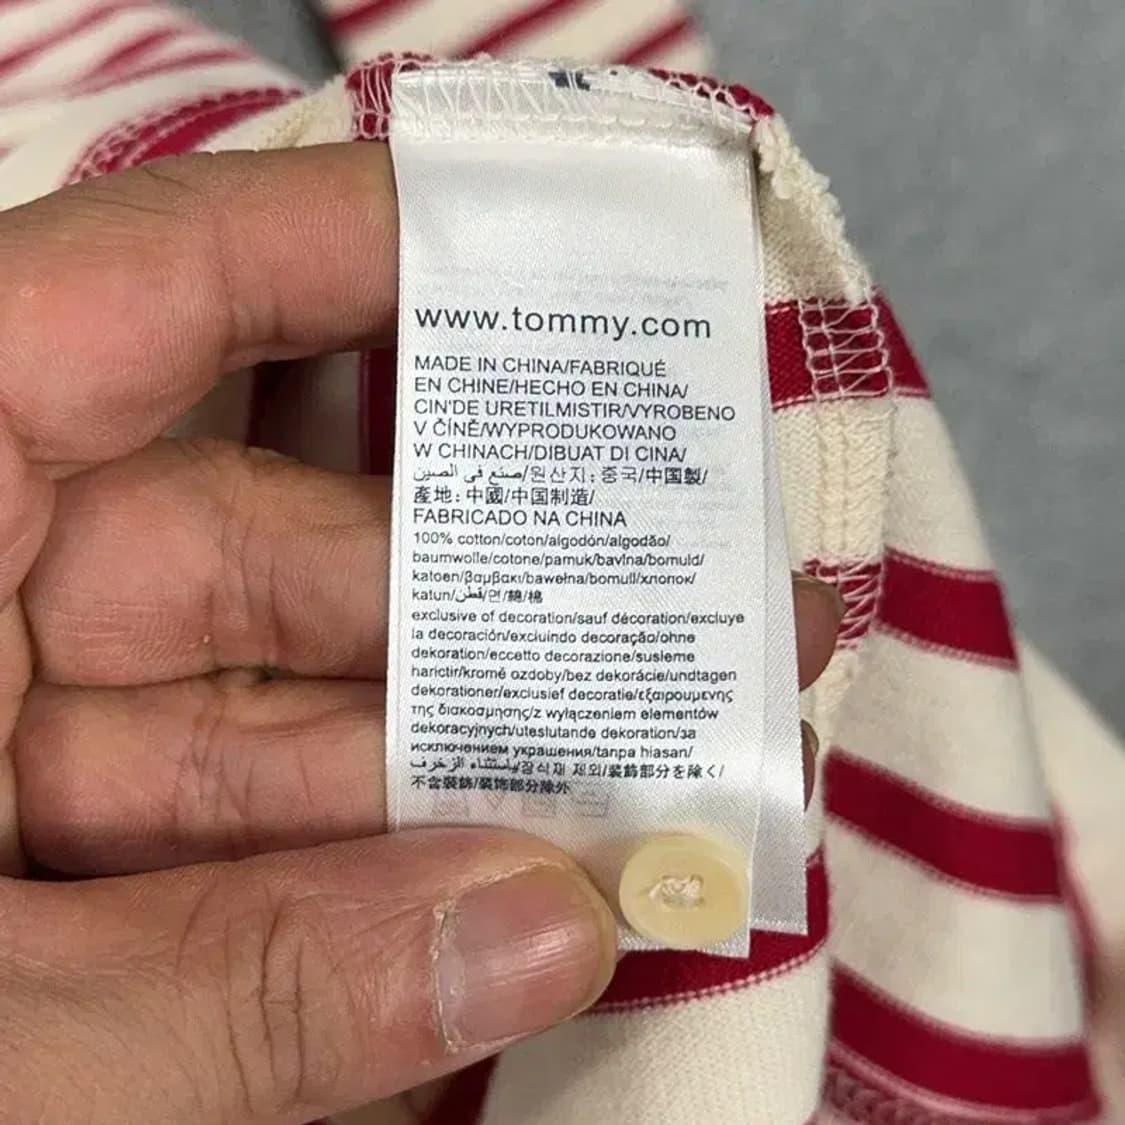 www.tommy.com
MADE IN CHINA/FABRIQUÉ
EN CHINE/HECHO EN CHINA/
CIN'DE URETILMISTIR/VYROBENO
V ČÍNĚ/WYPRODUKOWANO
W CHINACH/DIBUAT DI CINA/
صنع في الصين/원산지: 중국/中国製/
產地: 中國/中国制造/
FABRICADO NA CHINA
100% cotton/coton/algodón/algodão/
baumwolle/cotone/pamuk/bavlna/bomuld/
katoen/βαμβακι/bawełna/bomull/хлопок/
katun/قطن/면/綿/棉
exclusive of decoration/sauf décoration/excluye
la decoración/excluindo decoração/ohne
dekoration/eccetto decorazione/susleme
harictir/kromě ozdoby/bez dekorácie/undtagen
dekorationer/exclusief decoratie/εξαιρουμενης
της διακοσμησης/z wyłączeniem elementów
dekoracyjnych/uteslutande dekoration/за
исключением украшения/tanpa hiasan/
باستثناء الزخرف/장식재 제외/装飾部分を除く/
不含裝飾/装饰部分除外